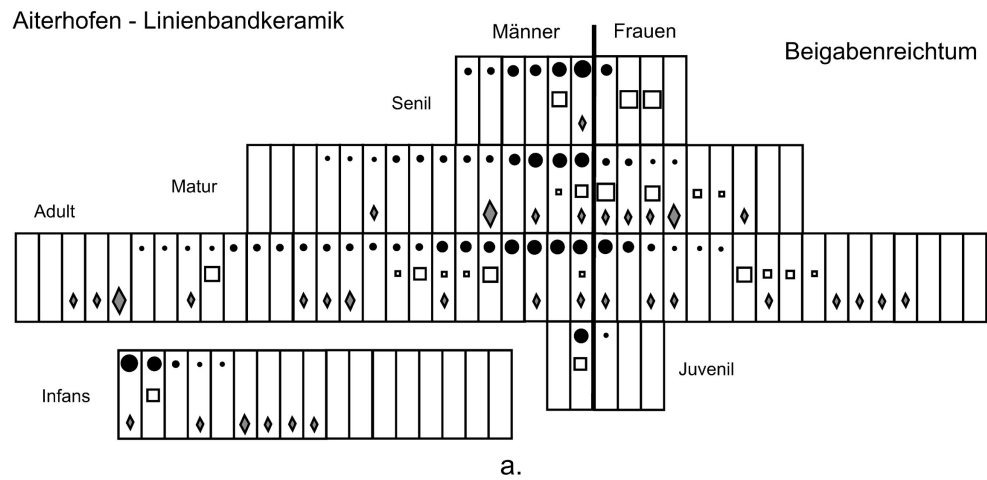 Aiterhofen - Linienbandkeramik
Männer
Frauen
Beigabenreichtum
Senil
Matur
Adult
Juvenil
Infans
a.